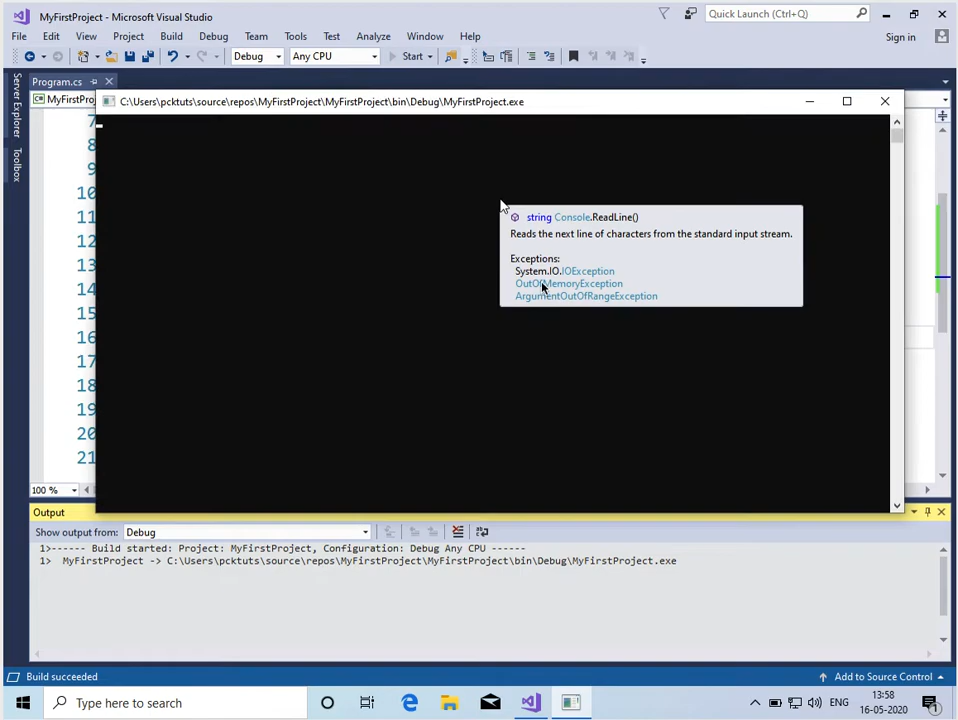 MyFirstProject - Microsoft Visual Studio
Quick Launch (Ctrl+Q)
File Edit View Project Build Debug Team Tools Test Analyze Window Help
Sign in
Debug Any CPU Start
Program.cs
MyFirstProj
C:\Users\pcktuts\source\repos\MyFirstProject\MyFirstProject\bin\Debug\MyFirstProject.exe
Server Explorer
Toolbox
7
8
9
10
11
12
13
14
15
16
17
18
19
20
21
string Console.ReadLine()
Reads the next line of characters from the standard input stream.
Exceptions:
System.IO.IOException
OutOfMemoryException
ArgumentOutOfRangeException
100 %
Output
Show output from: Debug
1>------ Build started: Project: MyFirstProject, Configuration: Debug Any CPU ------
1>  MyFirstProject -> C:\Users\pcktuts\source\repos\MyFirstProject\MyFirstProject\bin\Debug\MyFirstProject.exe
Build succeeded
Add to Source Control
Type here to search
ENG
13:58
16-05-2020
1